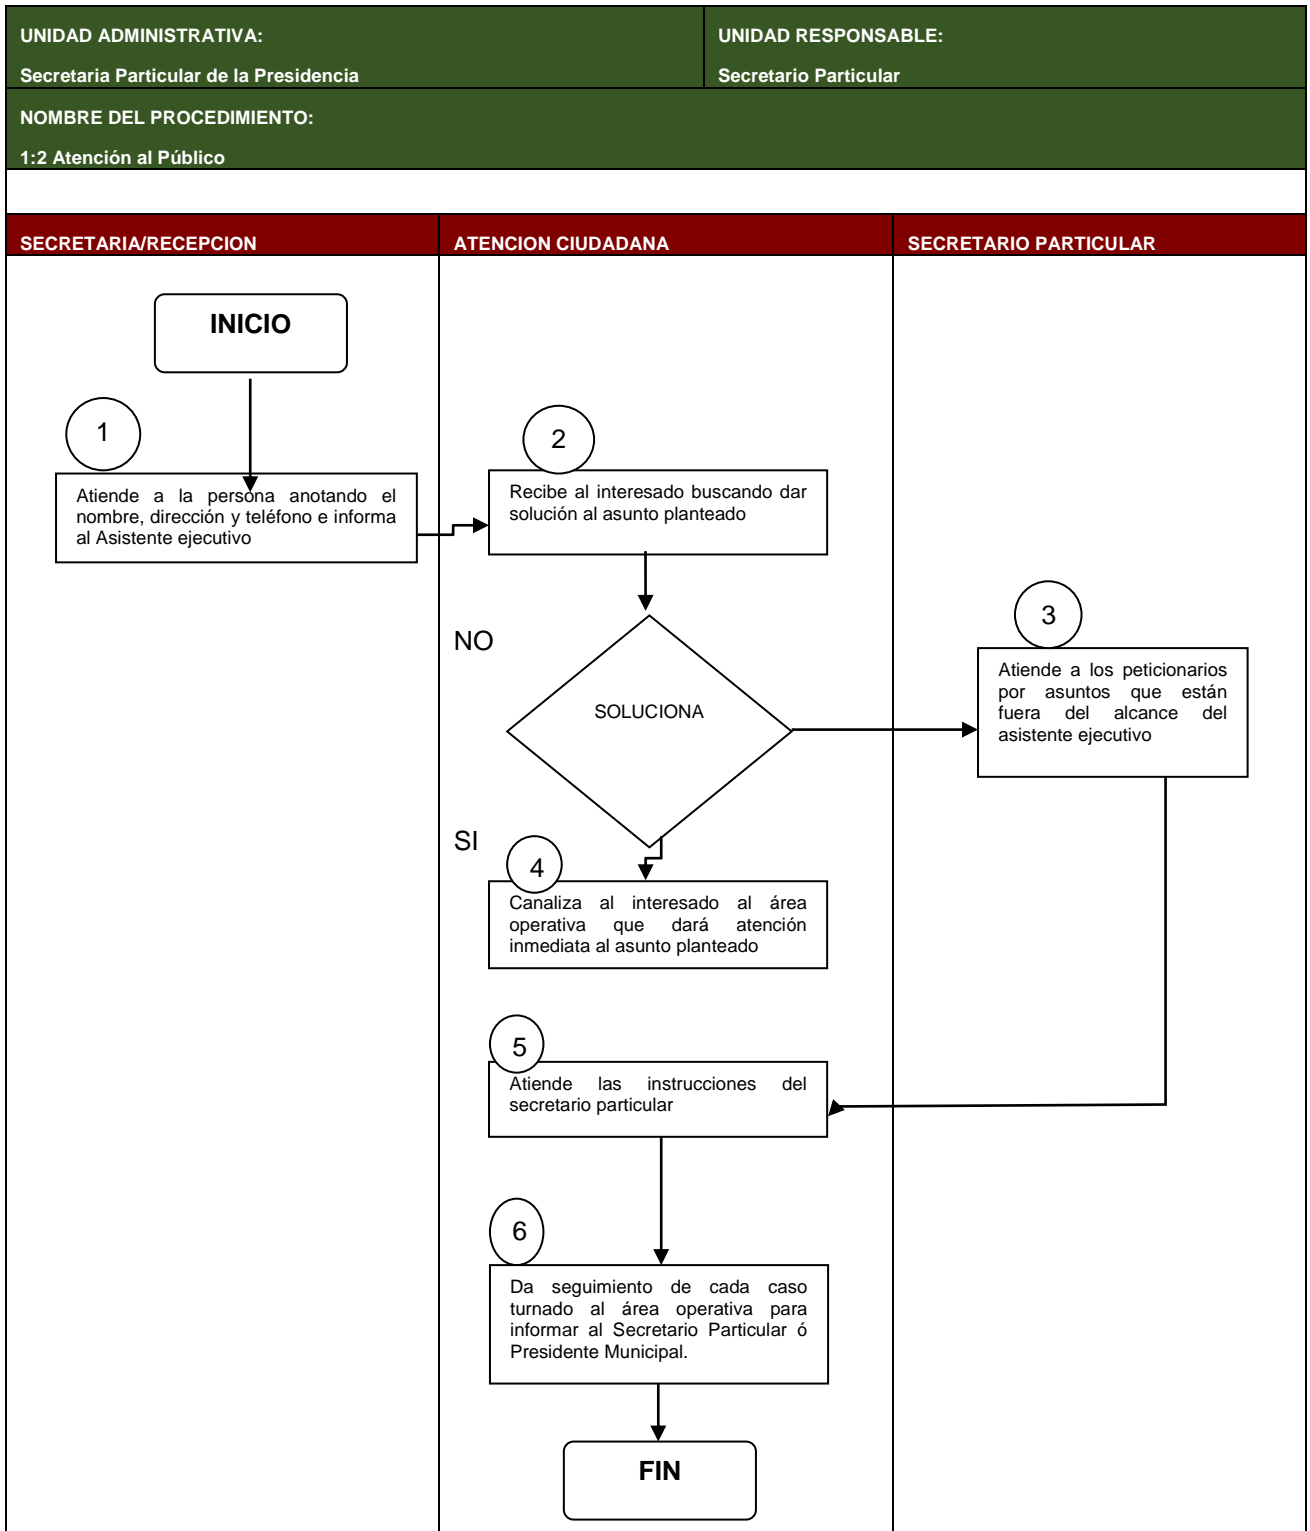 UNIDAD ADMINISTRATIVA:
Secretaria Particular de la Presidencia
UNIDAD RESPONSABLE:
Secretario Particular
NOMBRE DEL PROCEDIMIENTO:
1:2 Atención al Público
SECRETARIA/RECEPCION
ATENCION CIUDADANA
SECRETARIO PARTICULAR
INICIO
1
Atiende a la persona anotando el
nombre, dirección y teléfono e informa
al Asistente ejecutivo
2
Recibe al interesado buscando dar
solución al asunto planteado
NO
SOLUCIONA
3
Atiende a los peticionarios
por asuntos que están
fuera del alcance del
asistente ejecutivo
SI
4
Canaliza al interesado al área
operativa que dará atención
inmediata al asunto planteado
5
Atiende las instrucciones del
secretario particular
6
Da seguimiento de cada caso
turnado al área operativa para
informar al Secretario Particular ó
Presidente Municipal.
FIN